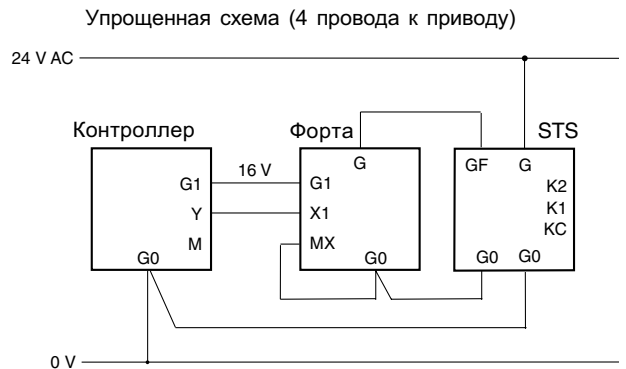 Упрощенная схема (4 провода к приводу)
24 V AC
Контроллер
Форта
STS
G
GF
G
G1
16 V
G1
K2
Y
X1
K1
M
MX
KC
G0
G0
G0
G0
0 V